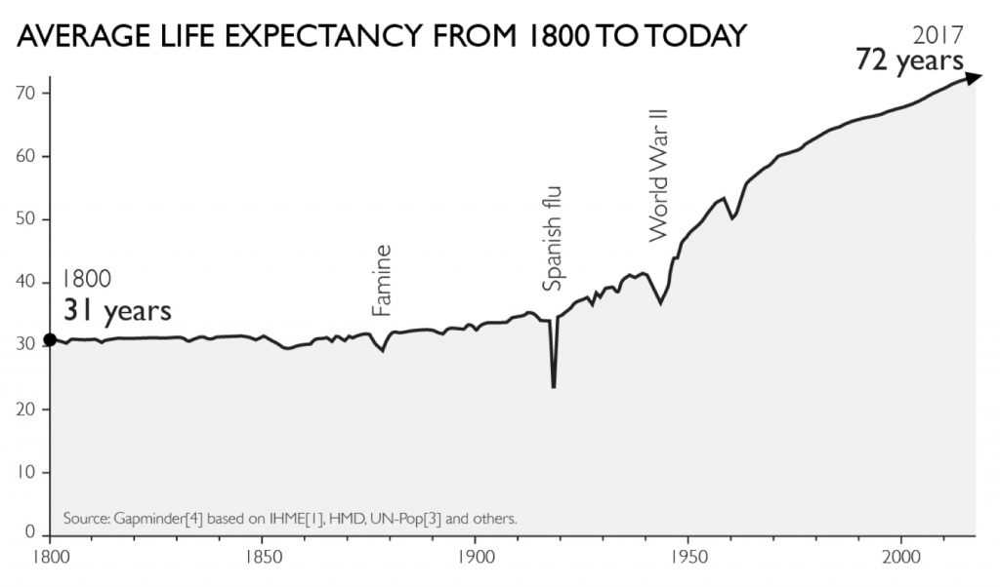 AVERAGE LIFE EXPECTANCY FROM 1800 TO TODAY
2017
72 years
70
60
50
40
30
20
10
0
World War II
Spanish flu
Famine
1800
31 years
Source: Gapminder[4] based on IHME[1], HMD, UN-Pop[3] and others.
1800 1850 1900 1950 2000